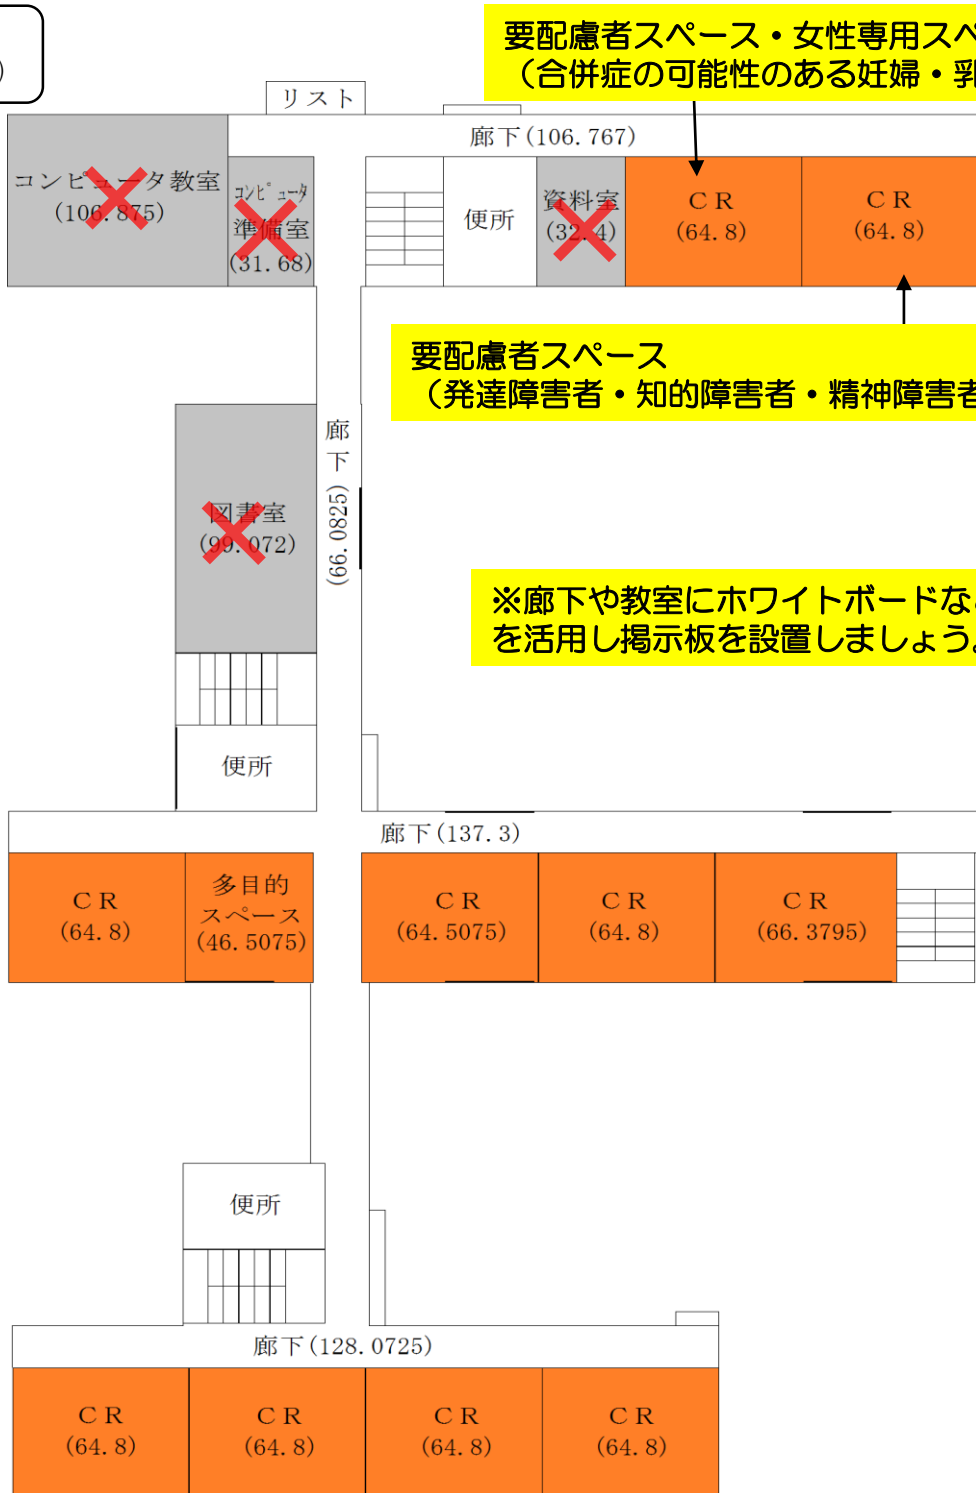 )
要配慮者スペース・女性専用スペ
（合併症の可能性のある妊婦・乳
リスト
廊下(106.767)
コンピュータ教室
(106.875)
コンピュータ
準備室
(31.68)
便所
資料室
(32.4)
ＣＲ
(64.8)
ＣＲ
(64.8)
要配慮者スペース
（発達障害者・知的障害者・精神障害者
廊下
(66.0825)
図書室
(99.072)
※廊下や教室にホワイトボードな
を活用し掲示板を設置しましょう。
便所
廊下(137.3)
ＣＲ
(64.8)
多目的
スペース
(46.5075)
ＣＲ
(64.5075)
ＣＲ
(64.8)
ＣＲ
(66.3795)
便所
廊下(128.0725)
ＣＲ
(64.8)
ＣＲ
(64.8)
ＣＲ
(64.8)
ＣＲ
(64.8)